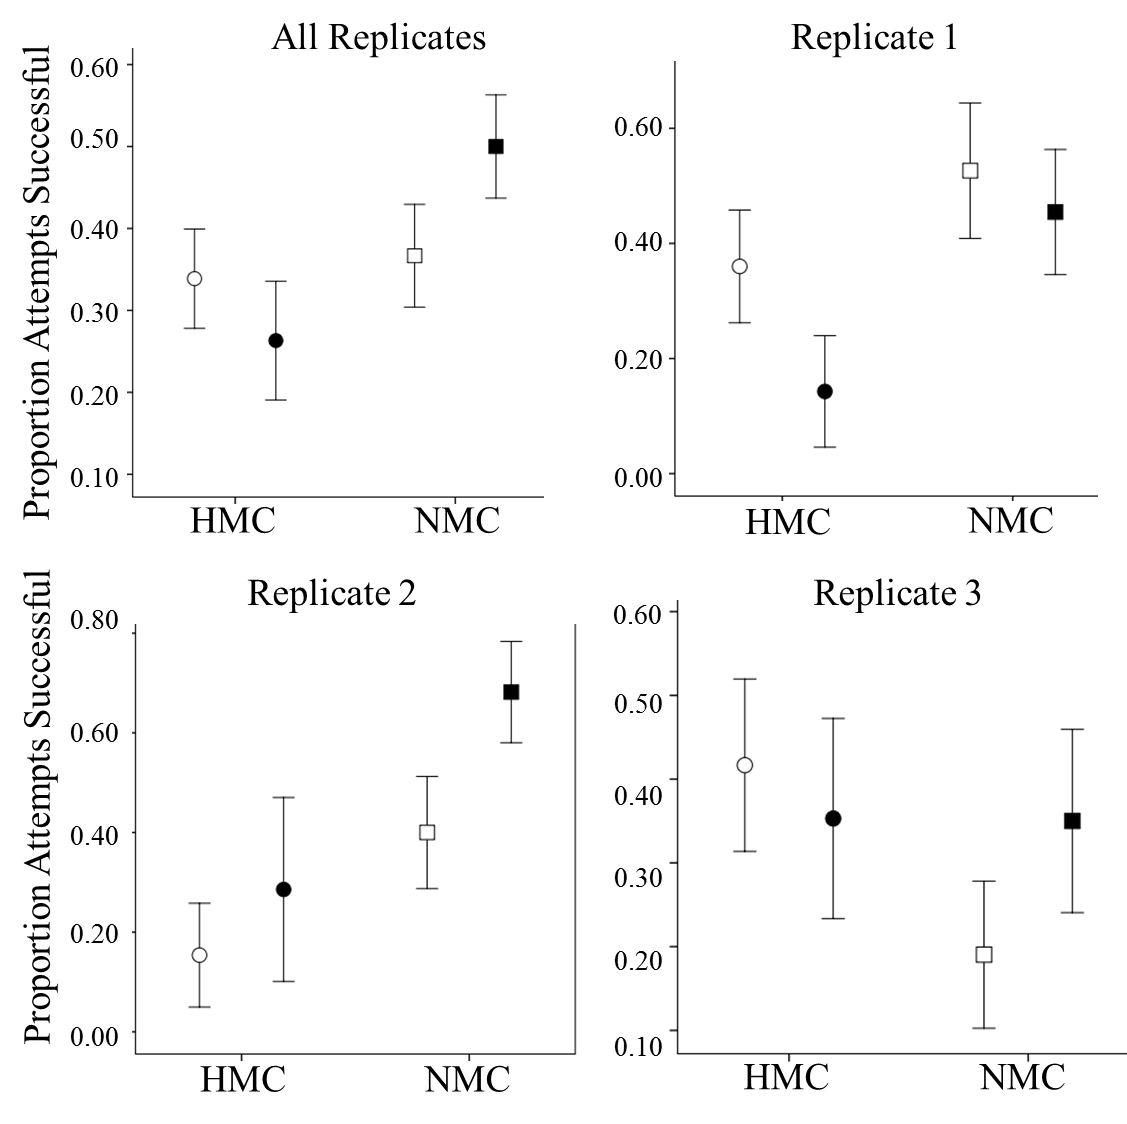 All Replicates
Proportion Attempts Successful
0.60
0.50
0.40
0.30
0.20
0.10
HMC NMC
Replicate 1
0.60
0.40
0.20
0.00
HMC NMC
Replicate 2
Proportion Attempts Successful
0.80
0.60
0.40
0.20
0.00
HMC NMC
Replicate 3
0.60
0.50
0.40
0.30
0.20
0.10
HMC NMC